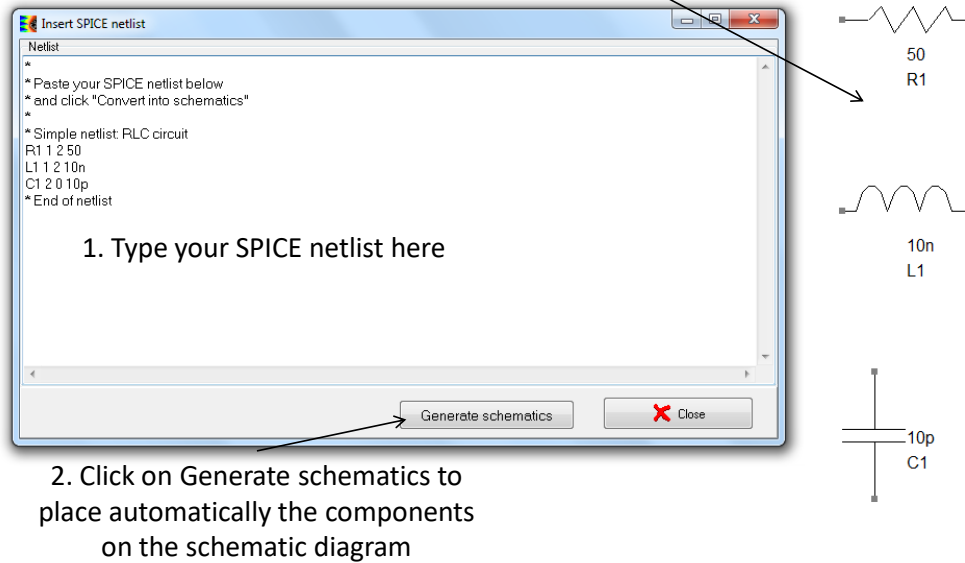 Insert SPICE netlist
Netlist
*
* Paste your SPICE netlist below
* and click "Convert into schematics"
*
* Simple netlist: RLC circuit
R1 1 2 50
L1 1 2 10n
C1 2 0 10p
* End of netlist
1. Type your SPICE netlist here
Generate schematics
Close
2. Click on Generate schematics to
place automatically the components
on the schematic diagram
50
R1
10n
L1
10p
C1